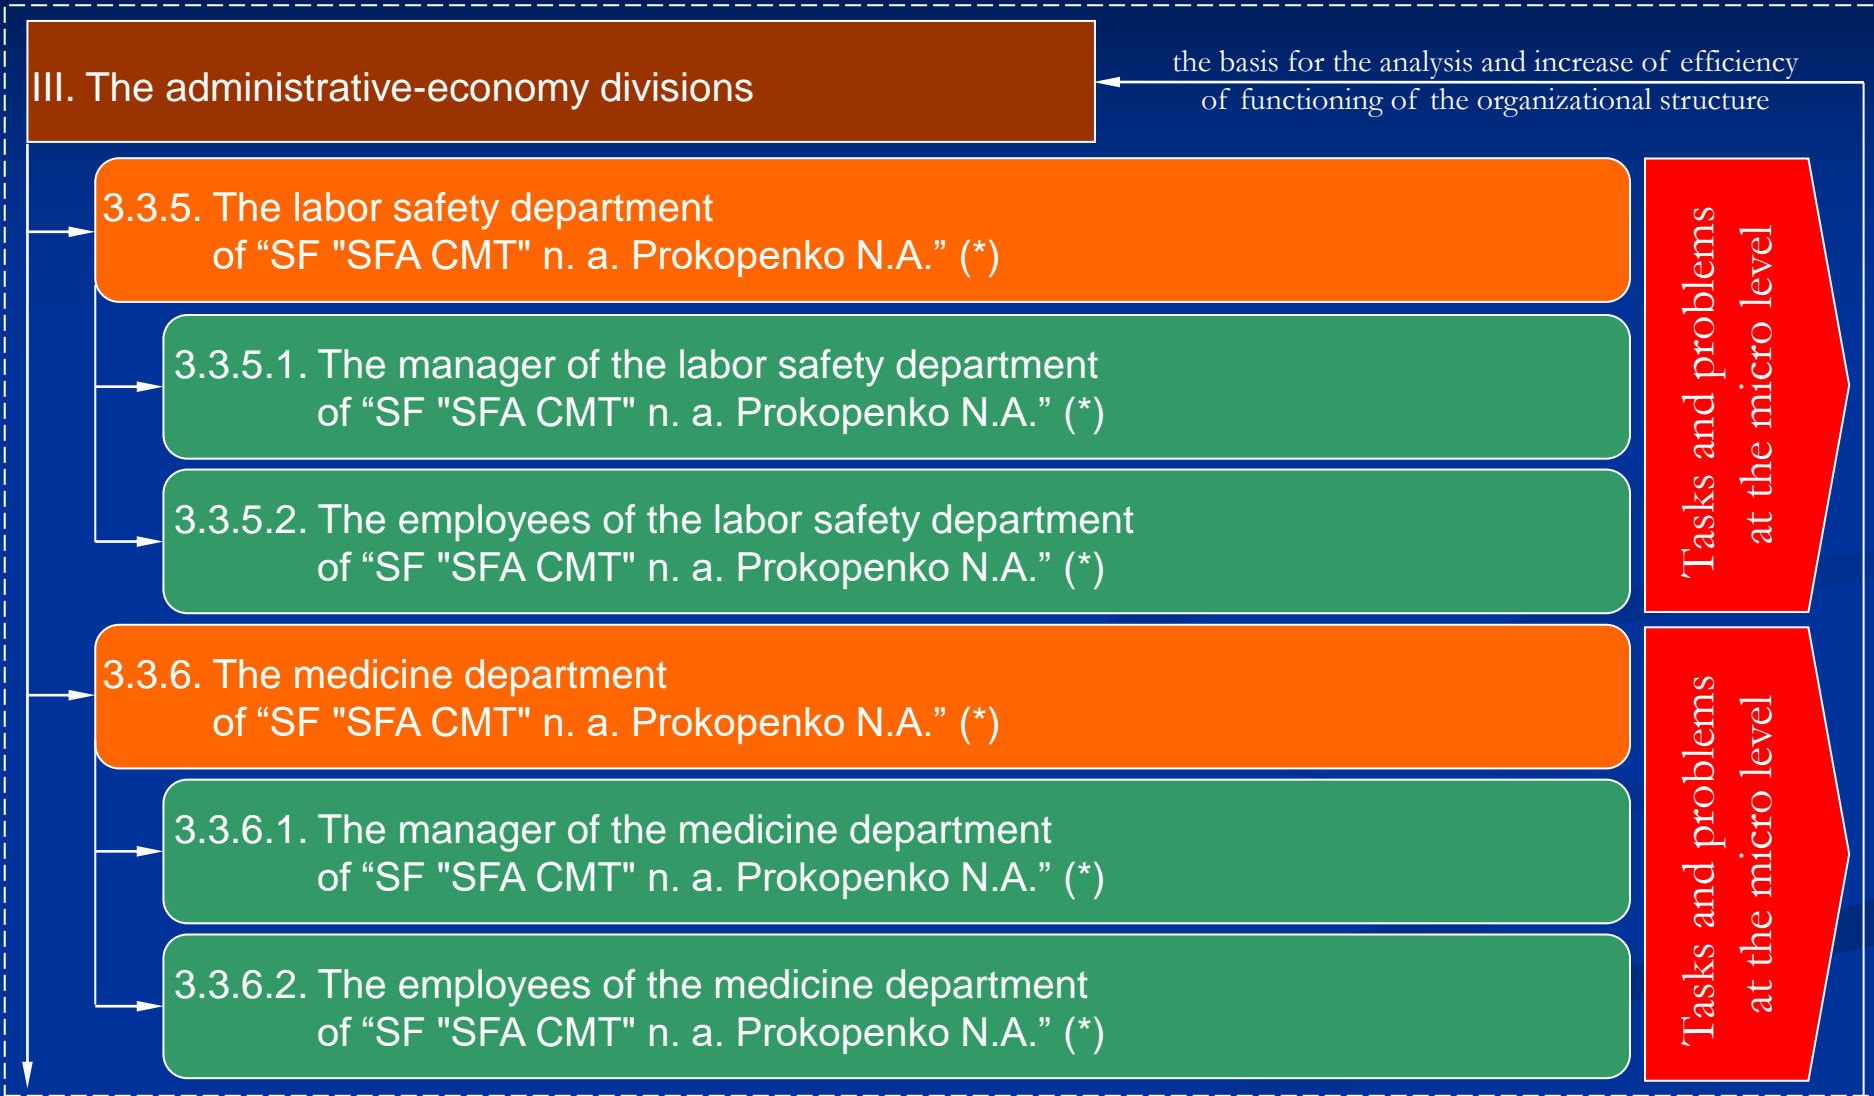 III. The administrative-economy divisions
the basis for the analysis and increase of efficiency
of functioning of the organizational structure
3.3.5. The labor safety department
of “SF "SFA CMT" n. a. Prokopenko N.A.” (*)
3.3.5.1. The manager of the labor safety department
of “SF "SFA CMT" n. a. Prokopenko N.A.” (*)
3.3.5.2. The employees of the labor safety department
of “SF "SFA CMT" n. a. Prokopenko N.A.” (*)
Tasks and problems
at the micro level
3.3.6. The medicine department
of “SF "SFA CMT" n. a. Prokopenko N.A.” (*)
3.3.6.1. The manager of the medicine department
of “SF "SFA CMT" n. a. Prokopenko N.A.” (*)
3.3.6.2. The employees of the medicine department
of “SF "SFA CMT" n. a. Prokopenko N.A.” (*)
Tasks and problems
at the micro level